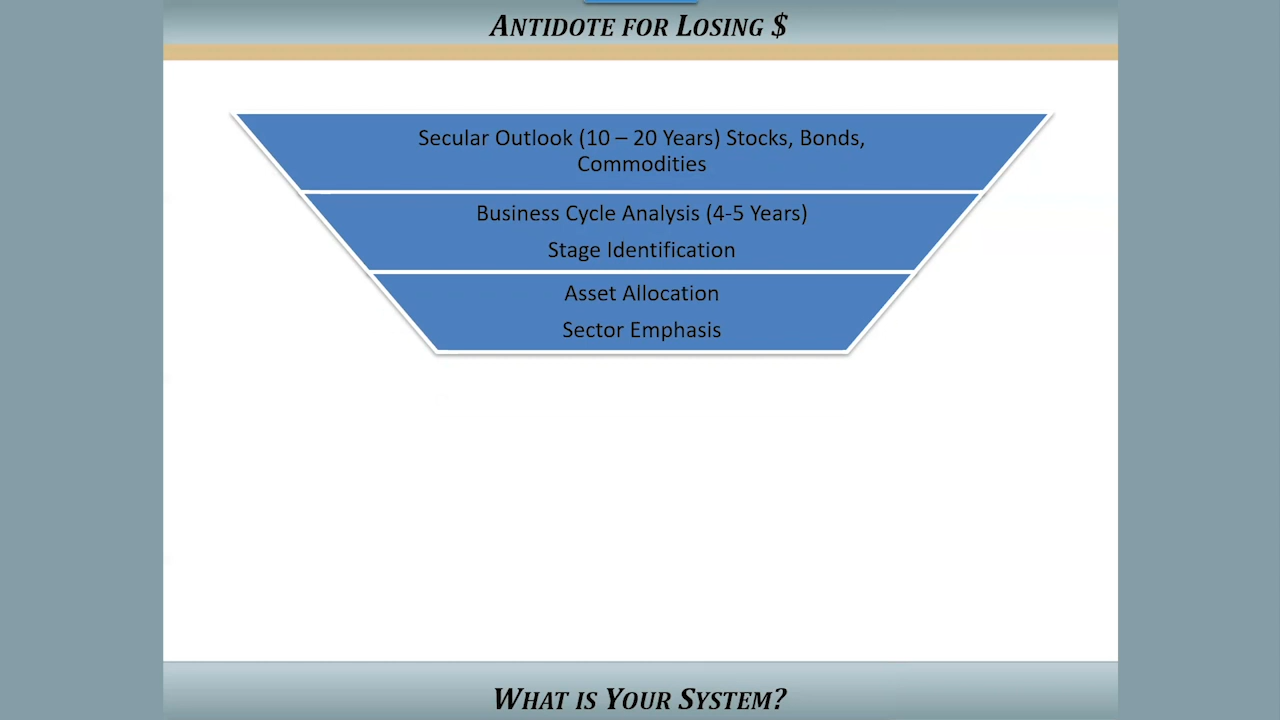 Antidote for Losing $
Secular Outlook (10 – 20 Years) Stocks, Bonds,
Commodities
Business Cycle Analysis (4-5 Years)
Stage Identification
Asset Allocation
Sector Emphasis
What is Your System?